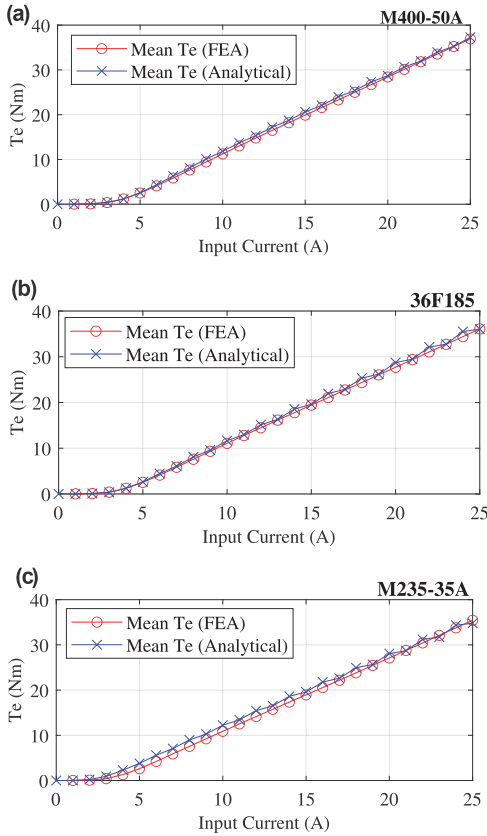 (a)
M400-50A
40
30
20
10
0
Te (Nm)
Mean Te (FEA)
Mean Te (Analytical)
0 5 10 15 20 25
Input Current (A)
(b)
36F185
40
30
20
10
0
Te (Nm)
Mean Te (FEA)
Mean Te (Analytical)
0 5 10 15 20 25
Input Current (A)
(c)
M235-35A
40
30
20
10
0
Te (Nm)
Mean Te (FEA)
Mean Te (Analytical)
0 5 10 15 20 25
Input Current (A)